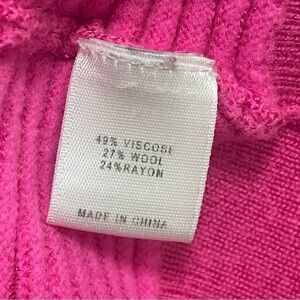 49% VISCOSE
27% WOOL
24%RAYON
MADE IN CHINA